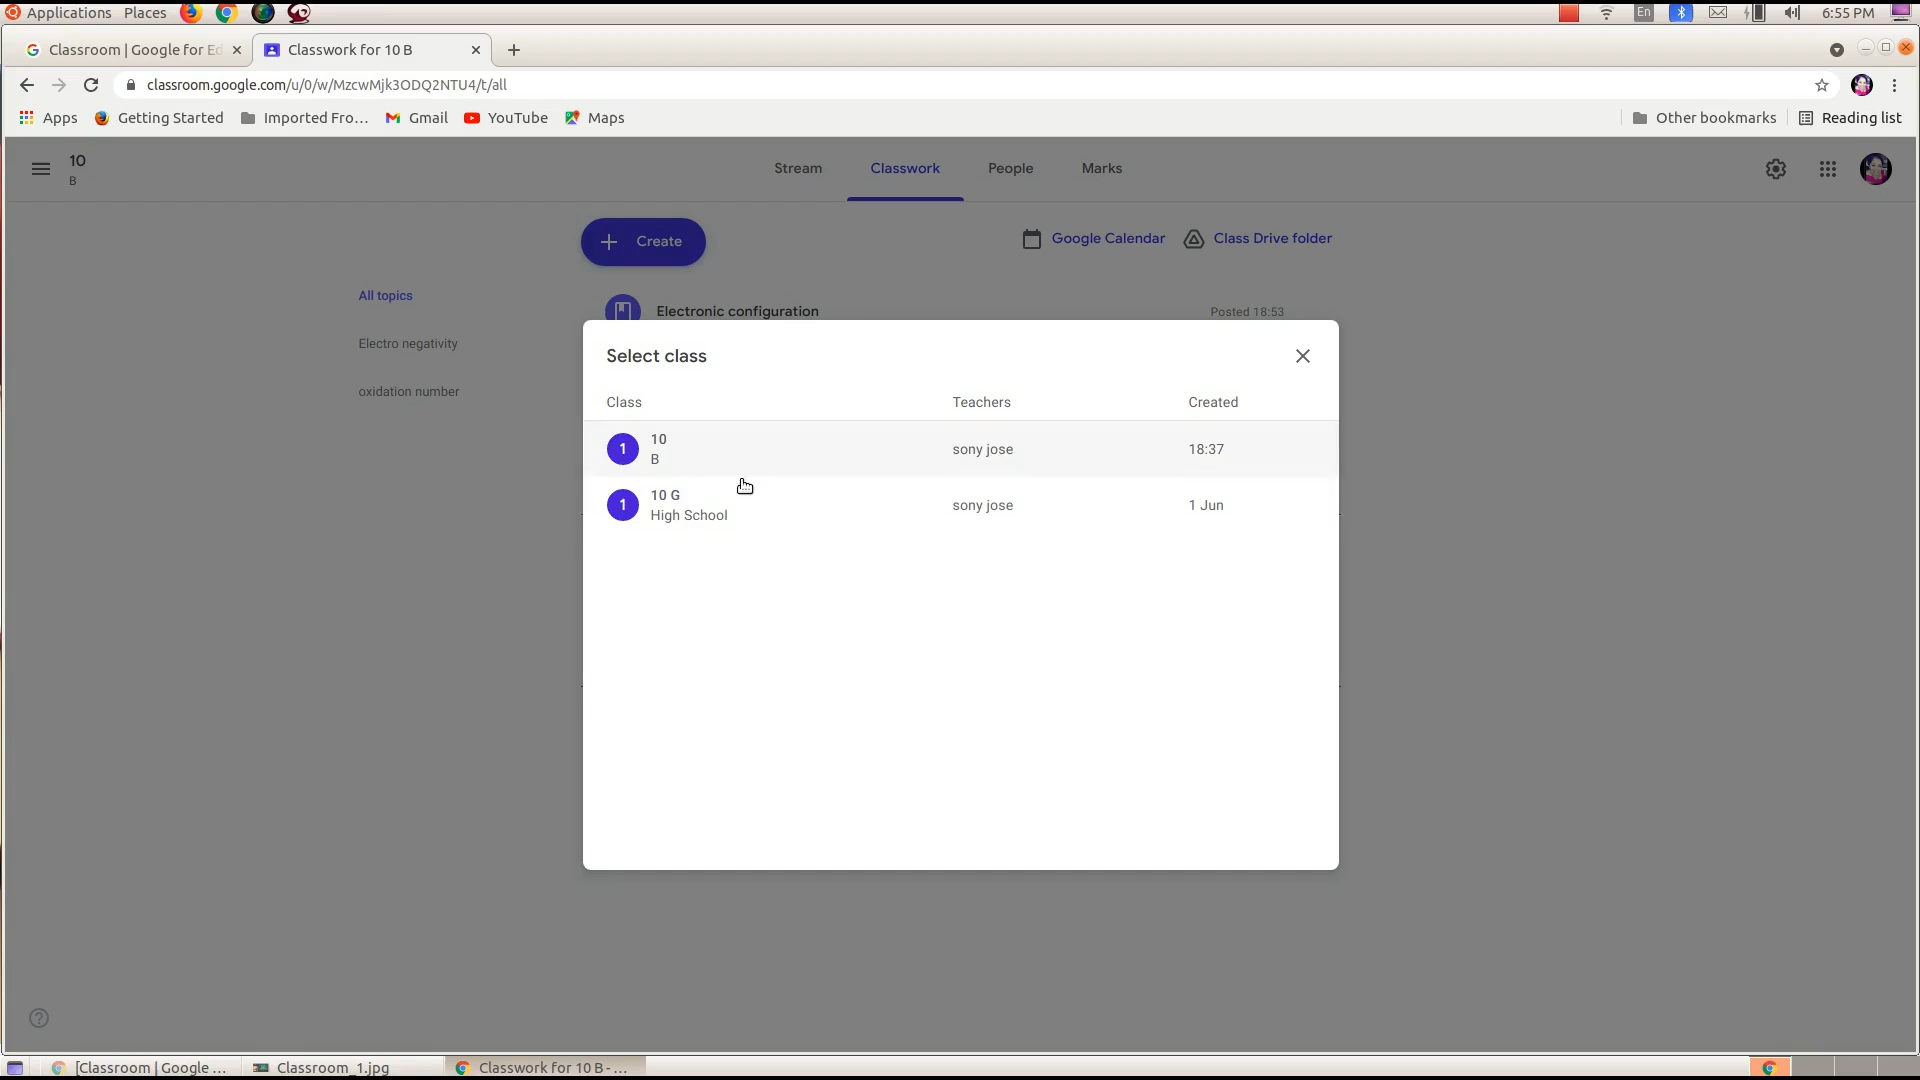 Applications Places
En
6:55 PM
Classroom | Google for Ed
Classwork for 10 B
classroom.google.com/u/0/w/MzcwMjk3ODQ2NTU4/t/all
Apps
Getting Started
Imported Fro...
Gmail
YouTube
Maps
Other bookmarks
Reading list
10
B
Stream
Classwork
People
Marks
Create
Google Calendar
Class Drive folder
All topics
Electro negativity
oxidation number
Electronic configuration
Posted 18:53
Select class
Class Teachers Created
1 10 B sony jose 18:37
1 10 G High School sony jose 1 Jun
[Classroom | Google ...
Classroom_1.jpg
Classwork for 10 B - ...